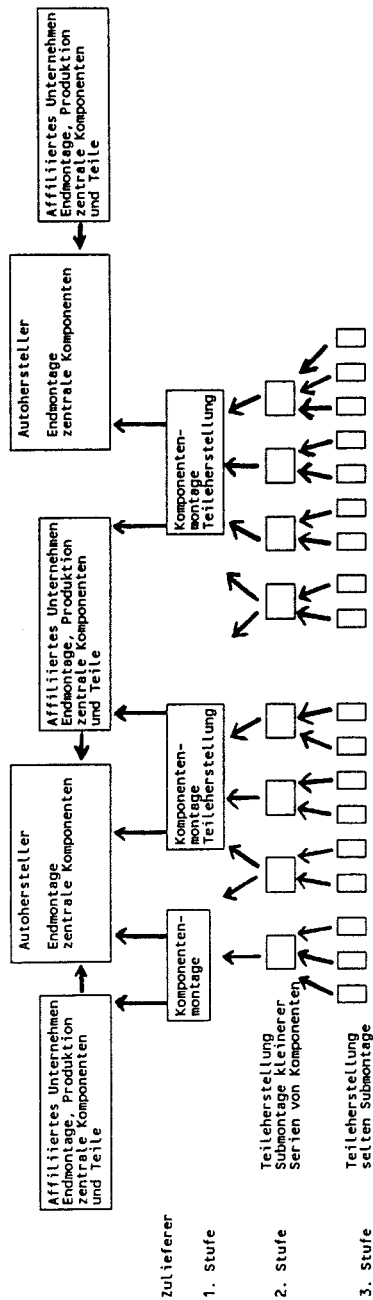 Affiliiertes Unternehmen
Endmontage, Produktion
zentrale Komponenten
und Teile
Autohersteller
Endmontage
zentrale Komponenten
Affiliiertes Unternehmen
Endmontage, Produktion
zentrale Komponenten
und Teile
Autohersteller
Endmontage
zentrale Komponenten
Affiliiertes Unternehmen
Endmontage, Produktion
zentrale Komponenten
und Teile
Zulieferer
1. Stufe
Komponenten-
montage
Komponenten-
montage
Teileherstellung
Komponenten-
montage
Teileherstellung
2. Stufe
Teileherstellung
Submontage kleinerer
Serien von Komponenten
3. Stufe
Teileherstellung
selten Submontage